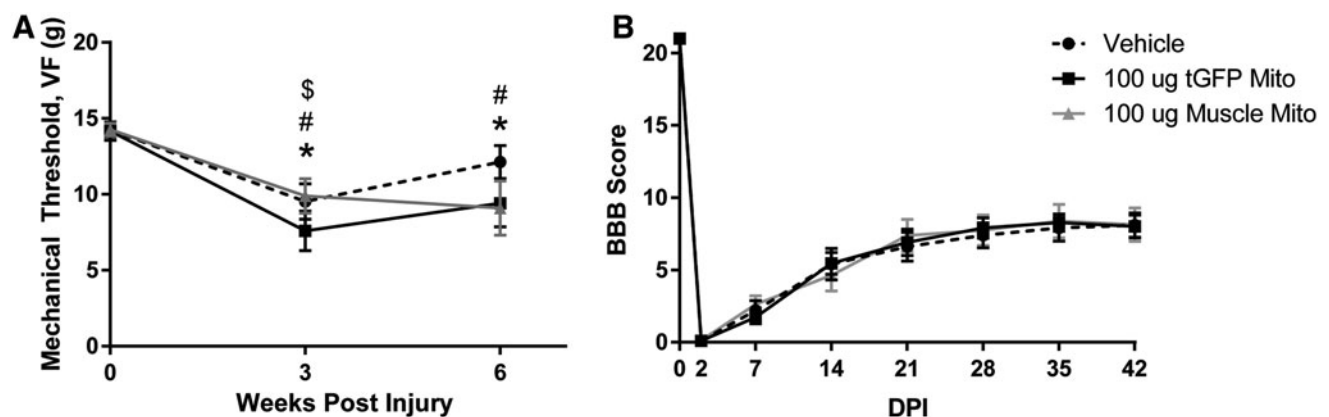 A
Mechanical Threshold, VF (g)
20
15
10
5
0
$
#
*
#
*
0 3 6
Weeks Post Injury
B
BBB Score
20
15
10
5
0
0 2 7 14 21 28 35 42
DPI
Vehicle
100 ug tGFP Mito
100 ug Muscle Mito